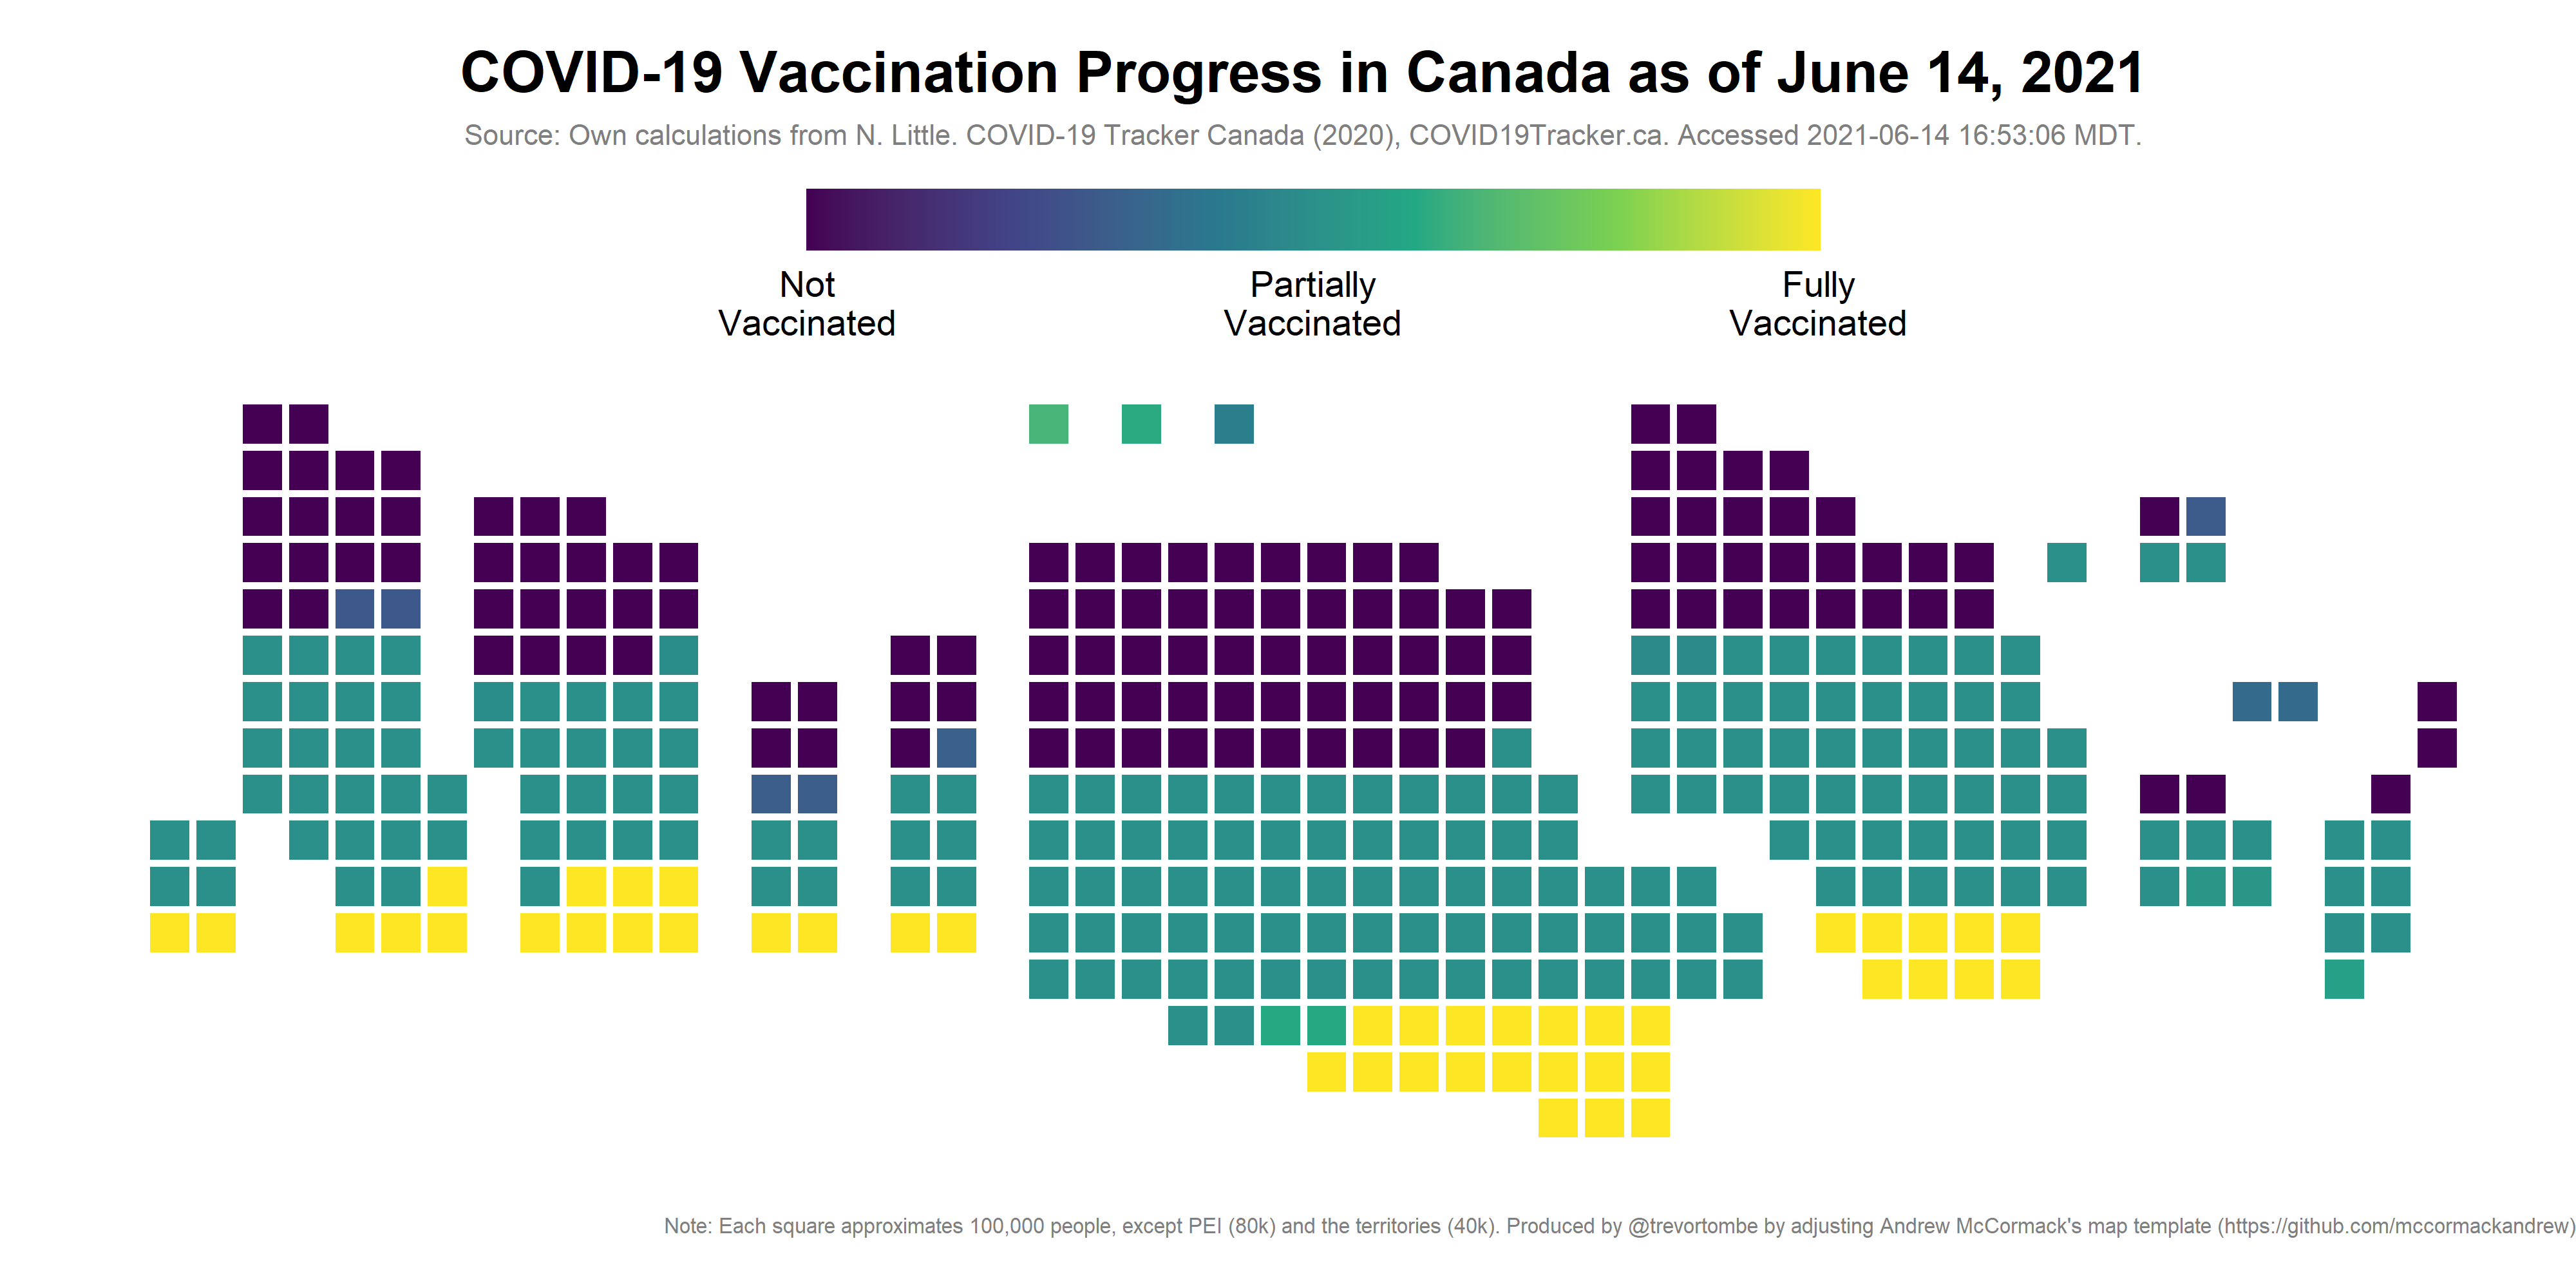 COVID-19 Vaccination Progress in Canada as of June 14, 2021
Source: Own calculations from N. Little. COVID-19 Tracker Canada (2020), COVID19Tracker.ca. Accessed 2021-06-14 16:53:06 MDT.
Not Vaccinated
Partially Vaccinated
Fully Vaccinated
Note: Each square approximates 100,000 people, except PEI (80k) and the territories (40k). Produced by @trevortombe by adjusting Andrew McCormack's map template (https://github.com/mccormackandrew)